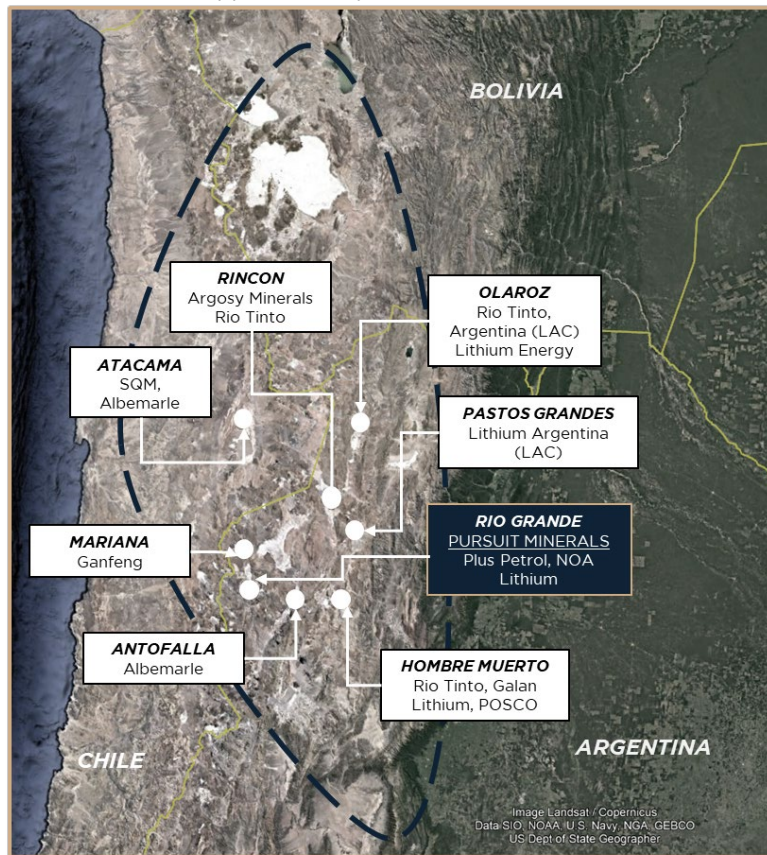 BOLIVIA
RINCON
Argosy Minerals
Rio Tinto
OLAROZ
Rio Tinto,
Argentina (LAC)
Lithium Energy
ATACAMA
SQM,
Albemarle
PASTOS GRANDES
Lithium Argentina
(LAC)
RIO GRANDE
PURSUIT MINERALS
Plus Petrol, NOA
Lithium
MARIANA
Ganfeng
ANTOFALLA
Albemarle
HOMBRE MUERTO
Rio Tinto, Galan
Lithium, POSCO
CHILE
ARGENTINA
Image Landsat / Copernicus
Data SIO, NOAA, U.S. Navy, NGA, GEBCO
US Dept of State Geographer